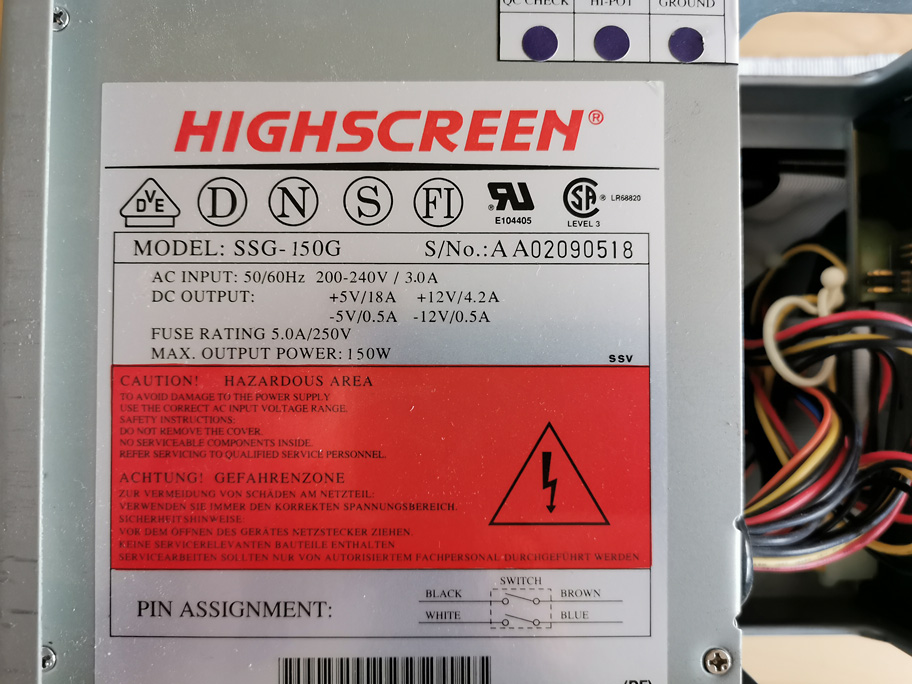 QC CHECK HI-POT GROUND
HIGHSCREEN®
DVE D N S FI RU E104405 SA ® LR68820 LEVEL 3
MODEL: SSG-150G S/No.: AA02090518
AC INPUT: 50/60Hz 200-240V / 3.0A
DC OUTPUT: +5V/18A +12V/4.2A
-5V/0.5A -12V/0.5A
FUSE RATING 5.0A/250V
MAX. OUTPUT POWER: 150W
SSV
CAUTION! HAZARDOUS AREA
TO AVOID DAMAGE TO THE POWER SUPPLY
USE THE CORRECT AC INPUT VOLTAGE RANGE.
SAFETY INSTRUCTIONS:
DO NOT REMOVE THE COVER.
NO SERVICEABLE COMPONENTS INSIDE.
REFER SERVICING TO QUALIFIED SERVICE PERSONNEL.
ACHTUNG! GEFAHRENZONE
ZUR VERMEIDUNG VON SCHÄDEN AM NETZTEIL:
VERWENDEN SIE IMMER DEN KORREKTEN SPANNUNGSBEREICH.
SICHERHEITSHINWEISE:
VOR DEM ÖFFNEN DES GERÄTES NETZSTECKER ZIEHEN.
KEINE SERVICERELEVANTEN BAUTEILE ENTHALTEN
SERVICEARBEITEN SOLLTEN NUR VON AUTORISIERTEM FACHPERSONAL DURCHGEFÜHRT WERDEN
PIN ASSIGNMENT:
SWITCH
BLACK BROWN
WHITE BLUE